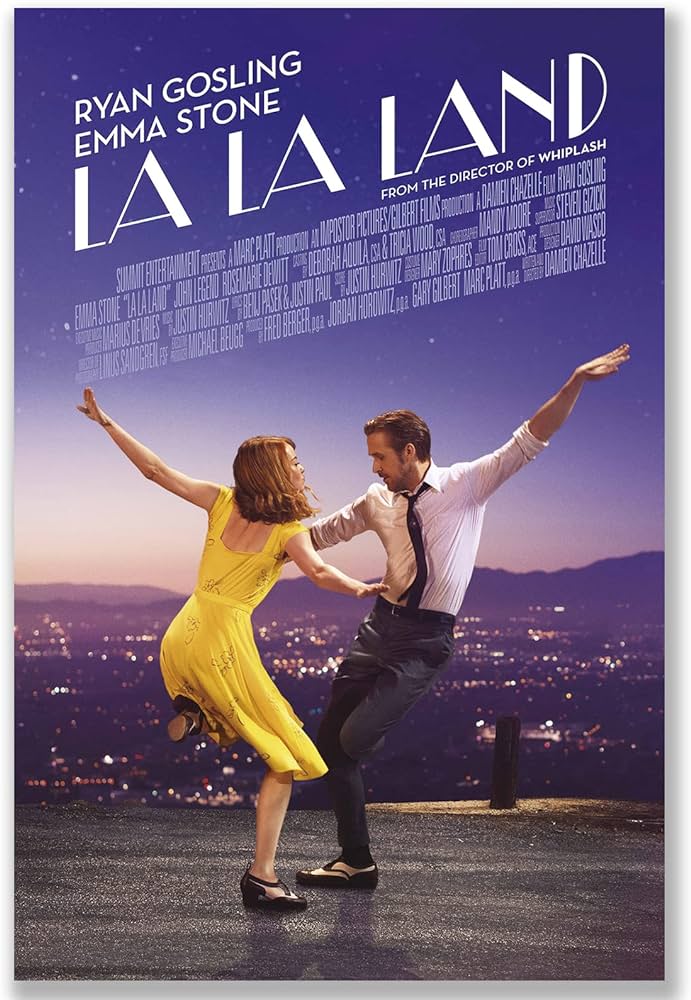 RYAN GOSLING
EMMA STONE
LA LA LAND
FROM THE DIRECTOR OF WHIPLASH
SUMMIT ENTERTAINMENT PRESENTS A MARC PLATT PRODUCTION AN IMPOSTOR PICTURES/GILBERT FILMS PRODUCTION A DAMIEN CHAZELLE FILM RYAN GOSLING
EMMA STONE "LA LA LAND" JOHN LEGEND ROSEMARIE DEWITT DEBORAH AQUILA, CSA & TRICIA WOOD, CSA MANDY MOORE STEVEN GIZICKI
MARIUS DE VRIES JUSTIN HURWITZ BENJ PASEK & JUSTIN PAUL JUSTIN HURWITZ MARY ZOPHRES TOM CROSS, ACE DAVID WASCO
LINUS SANDGREN, FSF MICHAEL BEUGG FRED BERGER, p.g.a. JORDAN HOROWITZ, p.g.a. GARY GILBERT MARC PLATT, p.g.a. DAMIEN CHAZELLE